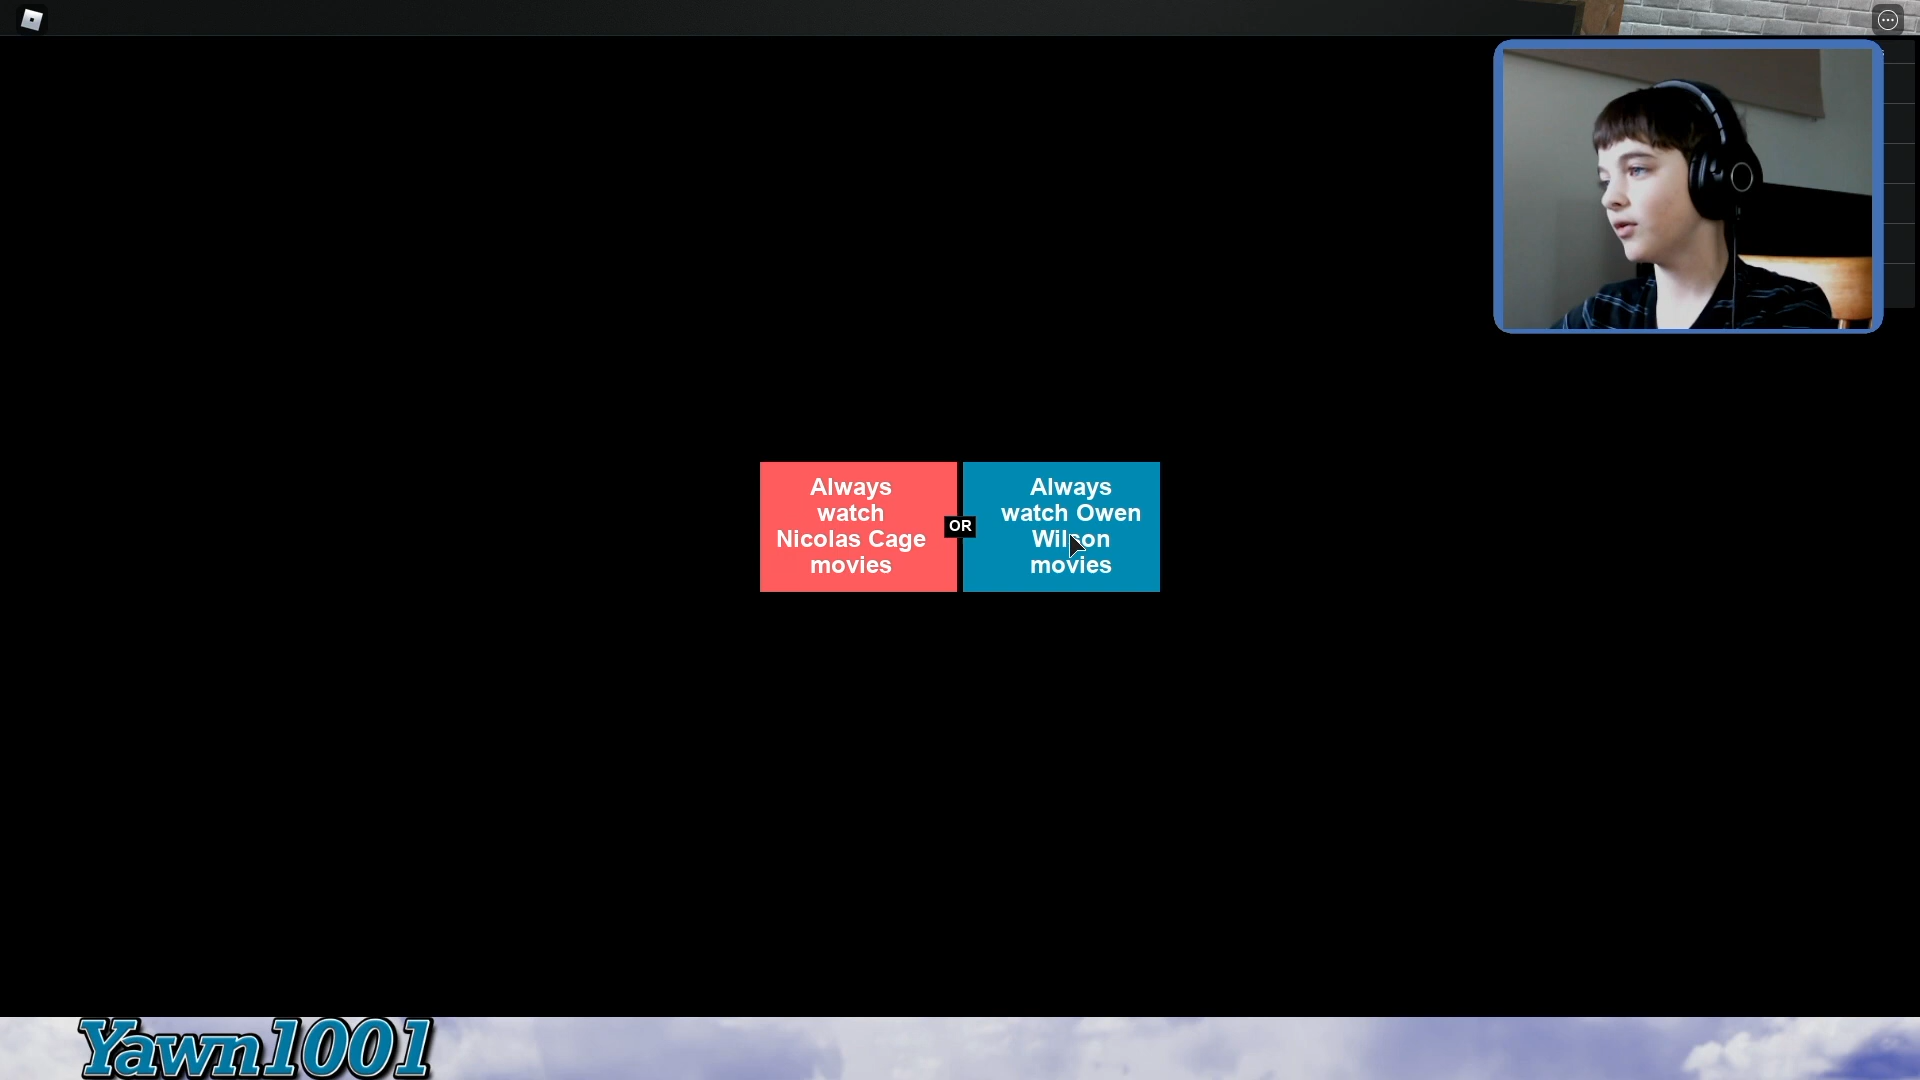 Always
watch
Nicolas Cage
movies
OR
Always
watch Owen
Wilson
movies
Yawn1001